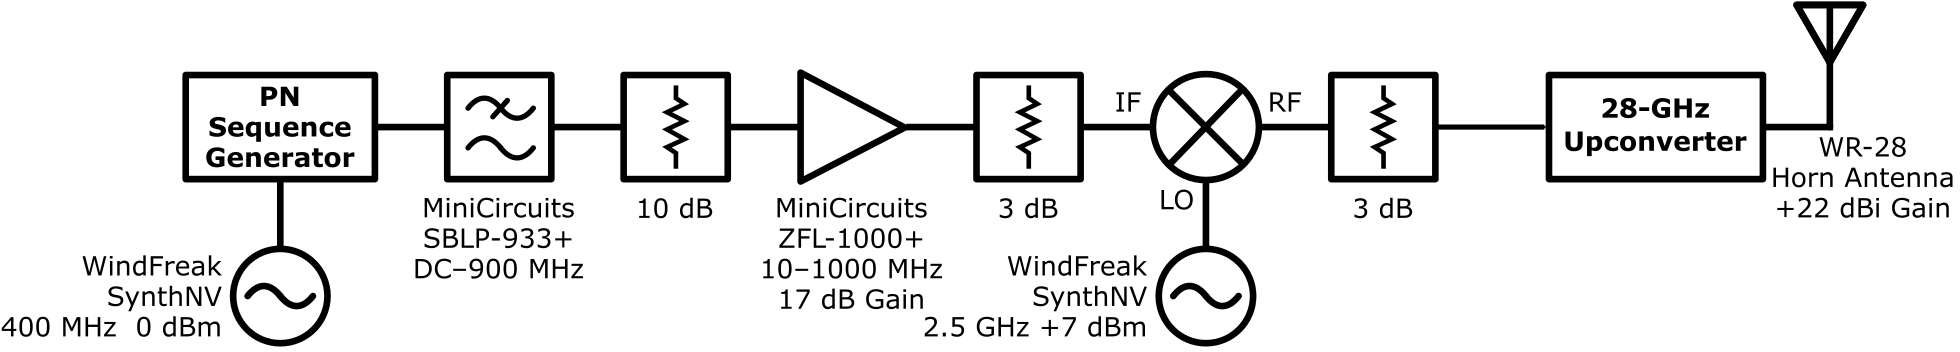 PN
Sequence
Generator
WindFreak
SynthNV
400 MHz  0 dBm
MiniCircuits
SBLP-933+
DC–900 MHz
10 dB
MiniCircuits
ZFL-1000+
10–1000 MHz
17 dB Gain
3 dB
IF
RF
LO
WindFreak
SynthNV
2.5 GHz +7 dBm
3 dB
28-GHz
Upconverter
WR-28
Horn Antenna
+22 dBi Gain